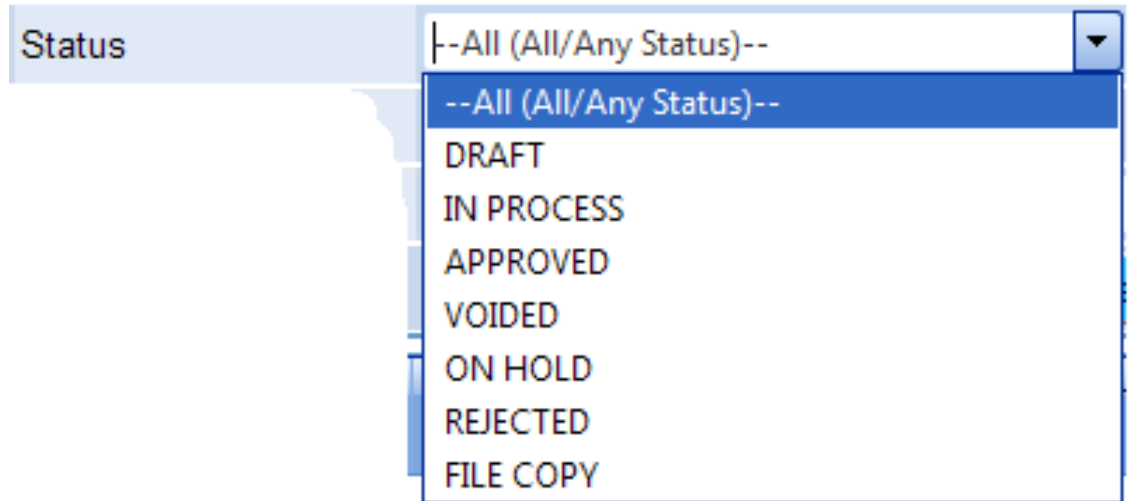 Status
--All (All/Any Status)--
--All (All/Any Status)--
DRAFT
IN PROCESS
APPROVED
VOIDED
ON HOLD
REJECTED
FILE COPY